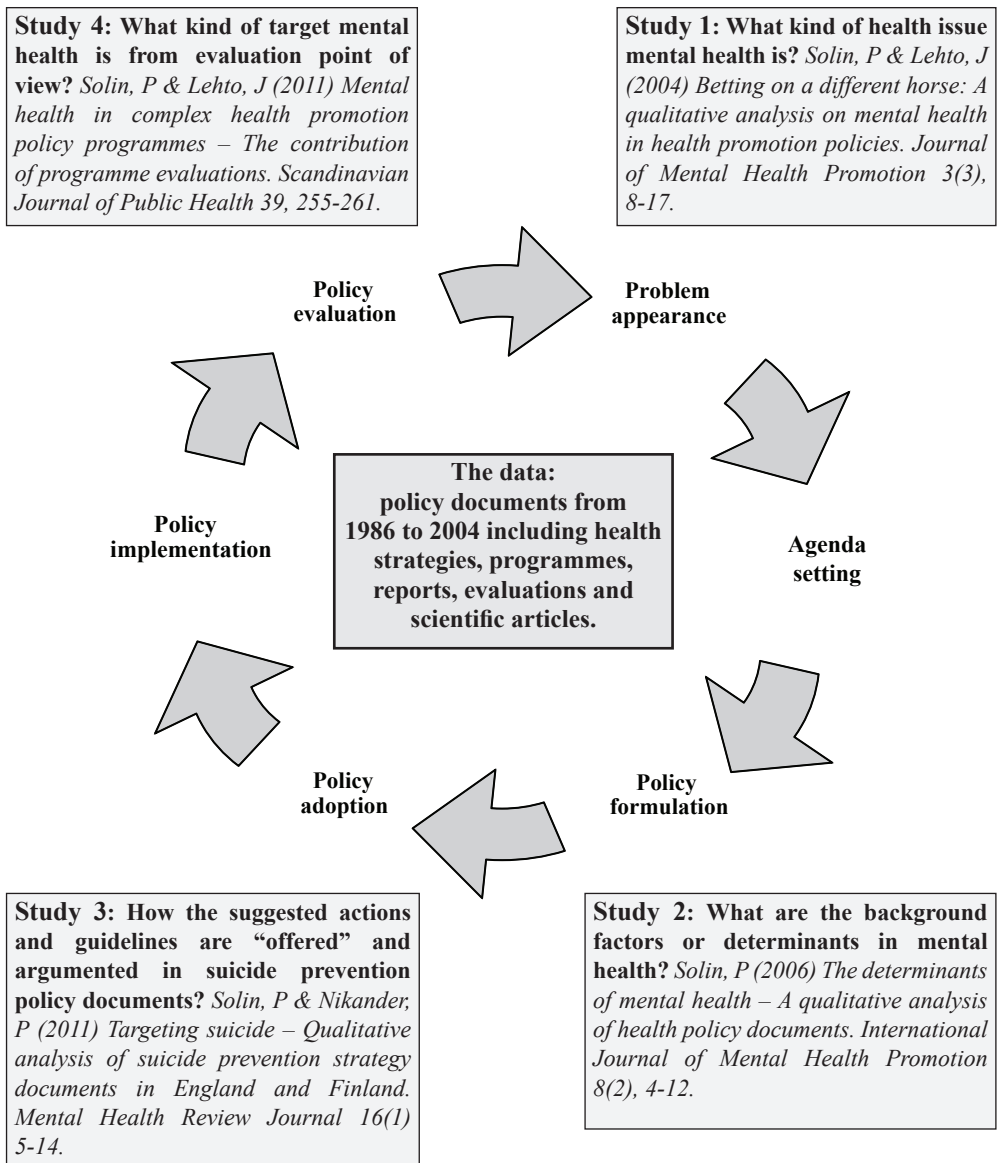 Study 4: What kind of target mental
health is from evaluation point of
view? Solin, P & Lehto, J (2011) Mental
health in complex health promotion
policy programmes – The contribution
of programme evaluations. Scandinavian
Journal of Public Health 39, 255-261.
Study 1: What kind of health issue
mental health is? Solin, P & Lehto, J
(2004) Betting on a different horse: A
qualitative analysis on mental health
in health promotion policies. Journal
of Mental Health Promotion 3(3),
8-17.
Policy
evaluation
Problem
appearance
The data:
policy documents from
1986 to 2004 including health
strategies, programmes,
reports, evaluations and
scientific articles.
Policy
implementation
Agenda
setting
Policy
adoption
Policy
formulation
Study 3: How the suggested actions
and guidelines are “offered” and
argumented in suicide prevention
policy documents? Solin, P & Nikander,
P (2011) Targeting suicide – Qualitative
analysis of suicide prevention strategy
documents in England and Finland.
Mental Health Review Journal 16(1)
5-14.
Study 2: What are the background
factors or determinants in mental
health? Solin, P (2006) The determinants
of mental health – A qualitative analysis
of health policy documents. International
Journal of Mental Health Promotion
8(2), 4-12.